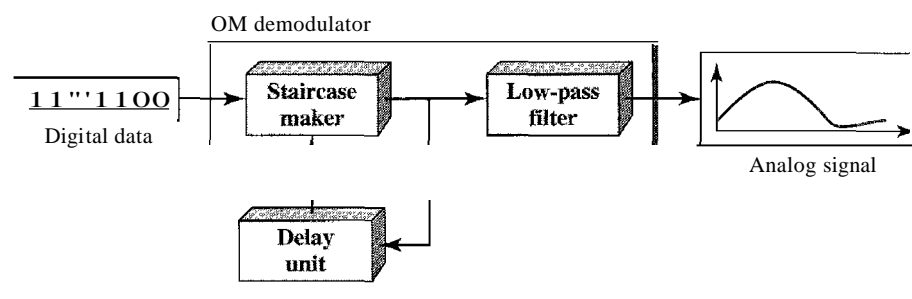 OM demodulator
Staircase
maker
Low-pass
filter
11"'1100
Digital data
Analog signal
Delay
unit